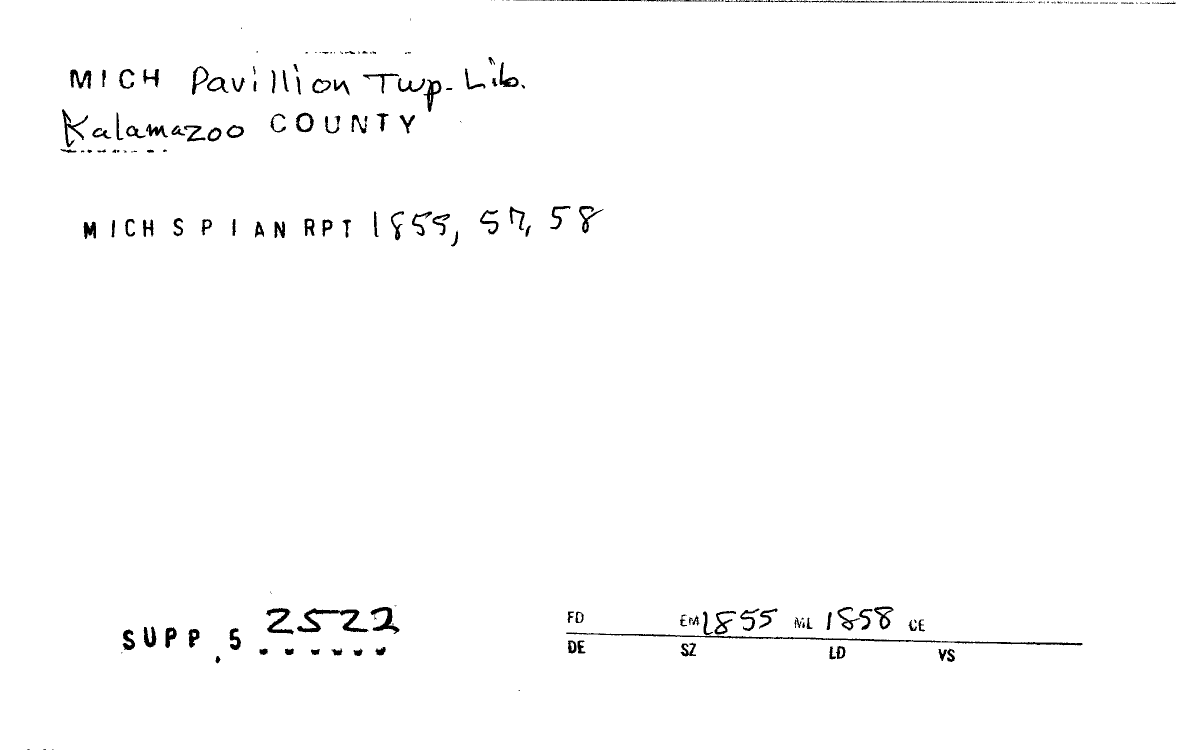 MICH Pavillion Twp. Lib.
Kalamazoo COUNTY
MICH S P I AN RPT 1855, 57, 58
SUPP. 5 2522
FD EM 1855 ML 1858 CE
DE SZ LD VS